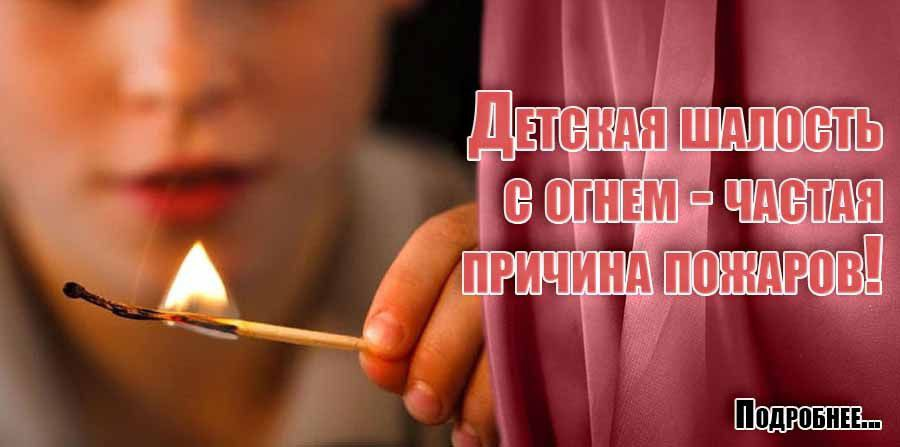 Детская шалость
с огнем - частая
причина пожаров!
Подробнее...